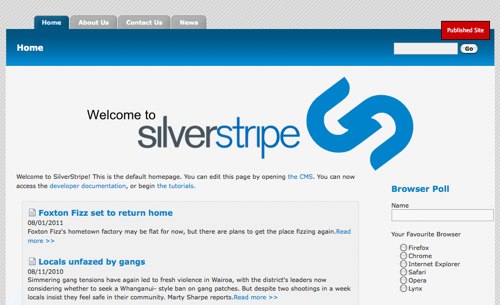 Home About Us Contact Us News
Published Site
Home
Go
Welcome to
silverstripe
Welcome to SilverStripe! This is the default homepage. You can edit this page by opening the CMS. You can now
access the developer documentation, or begin the tutorials.
Foxton Fizz set to return home
08/01/2011
Foxton Fizz's hometown factory may be flat for now, but there are plans to get the place fizzing again.Read
more >>
Locals unfazed by gangs
08/11/2010
Simmering gang tensions have again led to fresh violence in Wairoa, with the district's leaders now
considering whether to seek a Whanganui- style ban on gang patches. But despite two shootings in a week
locals insist they feel safe in their community. Marty Sharpe reports.Read more >>
Browser Poll
Name
Your Favourite Browser
Firefox
Chrome
Internet Explorer
Safari
Opera
Lynx